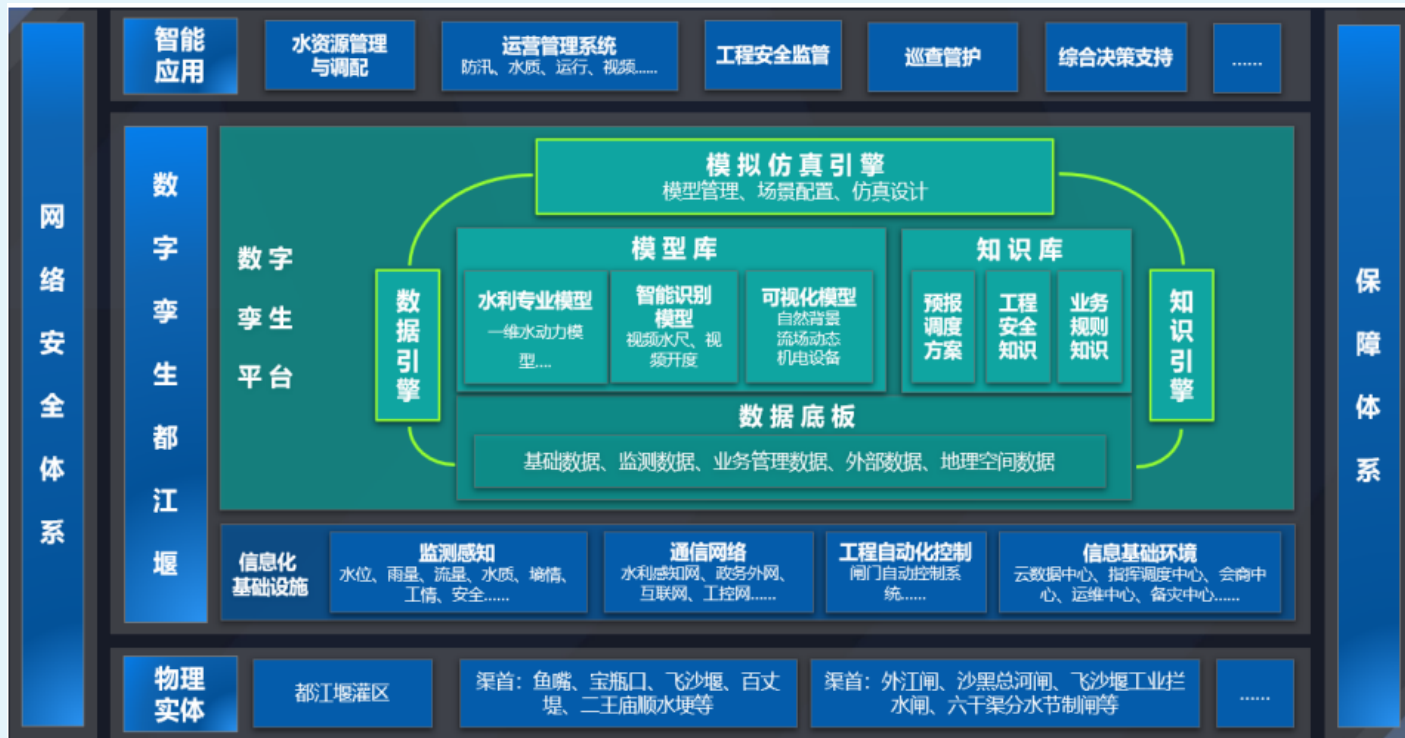 网络安全体系
智能
应用
水资源管理
与调配
运营管理系统
防汛、水质、运行、视频......
工程安全监管
巡查管护
综合决策支持
......
数字孪生都江堰
数字
孪生
平台
模拟仿真引擎
模型管理、场景配置、仿真设计
数据引擎
模型库
水利专业模型
一维水动力模
型....
智能识别
模型
视频水尺、视
频开度
可视化模型
自然背景
流场动态
机电设备
知识库
预报
调度
方案
工程
安全
知识
业务
规则
知识
知识引擎
数据底板
基础数据、监测数据、业务管理数据、外部数据、地理空间数据
信息化
基础设施
监测感知
水位、雨量、流量、水质、墒情、
工情、安全......
通信网络
水利感知网、政务外网、
互联网、工控网......
工程自动化控制
闸门自动控制系
统......
信息基础环境
云数据中心、指挥调度中心、会商中
心、运维中心、备灾中心......
物理
实体
都江堰灌区
渠首：鱼嘴、宝瓶口、飞沙堰、百丈
堤、二王庙顺水埂等
渠首：外江闸、沙黑总河闸、飞沙堰工业拦
水闸、六干渠分水节制闸等
......
保障体系